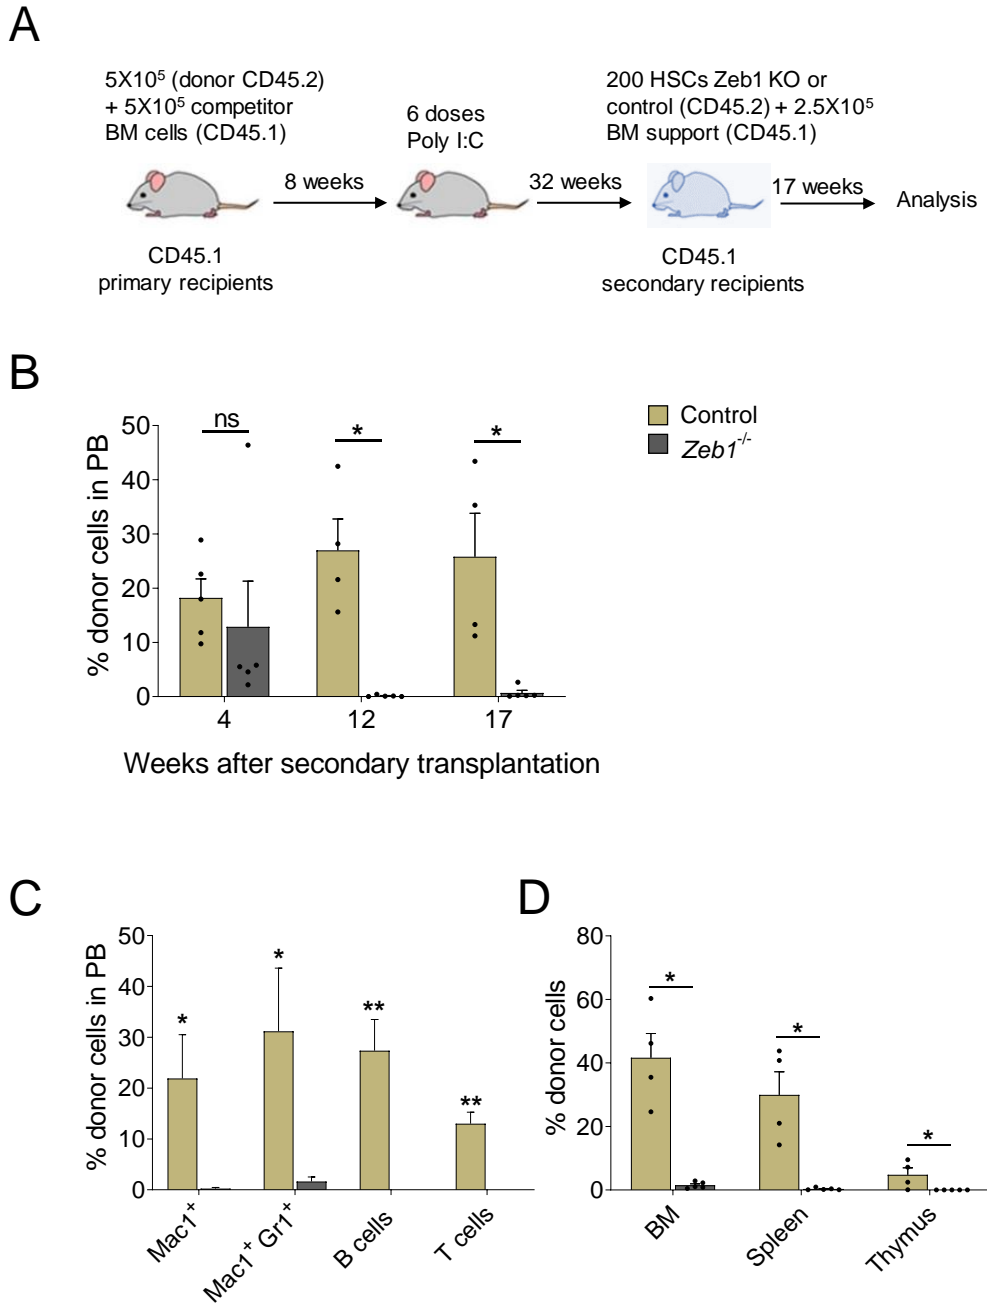 A
5X10⁵ (donor CD45.2)
+ 5X10⁵ competitor
BM cells (CD45.1)
6 doses
Poly I:C
200 HSCs Zeb1 KO or
control (CD45.2) + 2.5X10⁵
BM support (CD45.1)
8 weeks
32 weeks
17 weeks
Analysis
CD45.1
primary recipients
CD45.1
secondary recipients
B
% donor cells in PB
50
40
30
20
10
0
ns
*
*
4
12
17
Weeks after secondary transplantation
Control
Zeb1⁻/⁻
C
% donor cells in PB
50
40
30
20
10
0
*
*
**
**
Mac1⁺
Mac1⁺ Gr1⁺
B cells
T cells
D
% donor cells
80
60
40
20
0
*
*
*
BM
Spleen
Thymus